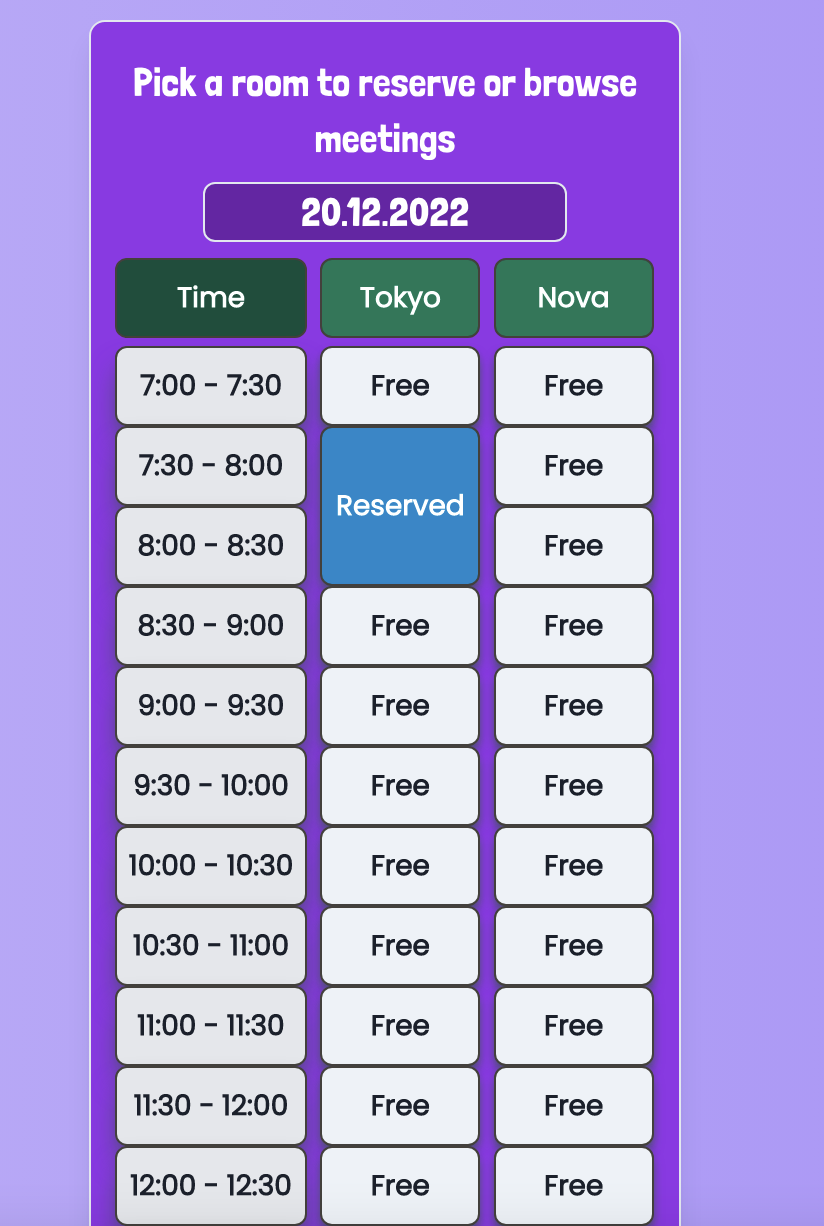 Pick a room to reserve or browse
meetings
20.12.2022
Time Tokyo Nova
7:00 - 7:30 Free Free
7:30 - 8:00 Free
Reserved
8:00 - 8:30 Free
8:30 - 9:00 Free Free
9:00 - 9:30 Free Free
9:30 - 10:00 Free Free
10:00 - 10:30 Free Free
10:30 - 11:00 Free Free
11:00 - 11:30 Free Free
11:30 - 12:00 Free Free
12:00 - 12:30 Free Free